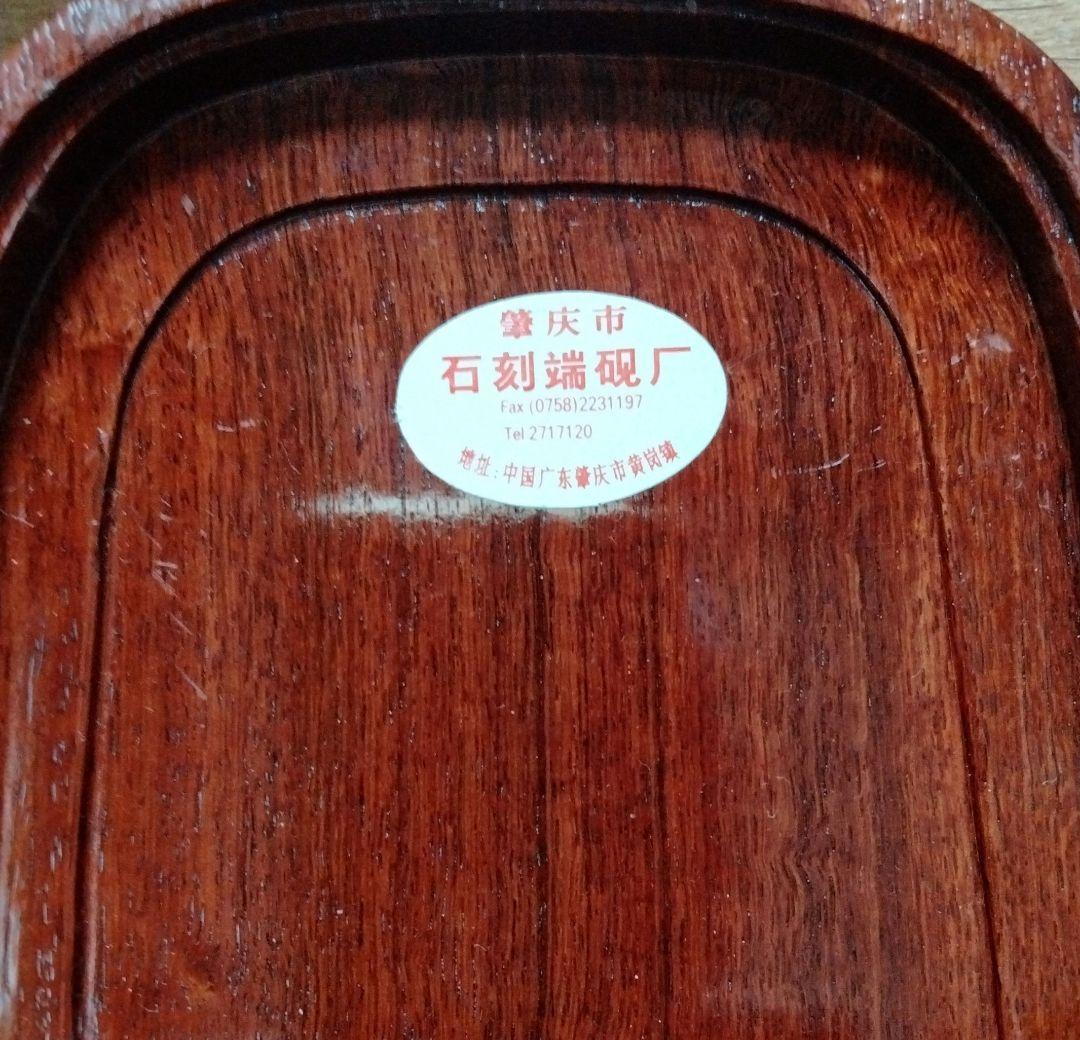 肇庆市
石刻端砚厂
Fax (0758)2231197
Tel 2717120
地址:中国广东肇庆市黄岗镇